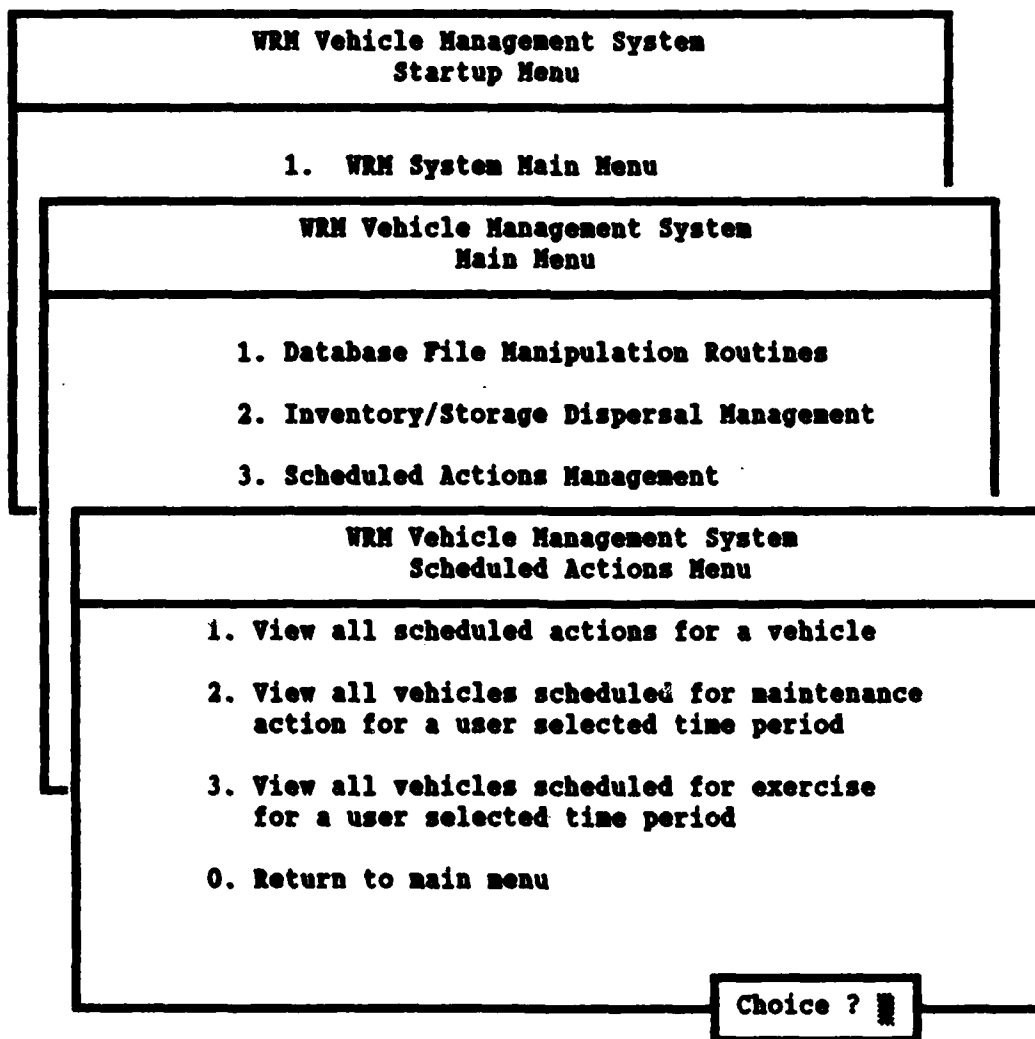 WRM Vehicle Management System
Startup Menu
1. WRM System Main Menu
WRM Vehicle Management System
Main Menu
1. Database File Manipulation Routines
2. Inventory/Storage Dispersal Management
3. Scheduled Actions Management
WRM Vehicle Management System
Scheduled Actions Menu
1. View all scheduled actions for a vehicle
2. View all vehicles scheduled for maintenance
action for a user selected time period
3. View all vehicles scheduled for exercise
for a user selected time period
0. Return to main menu
Choice ?